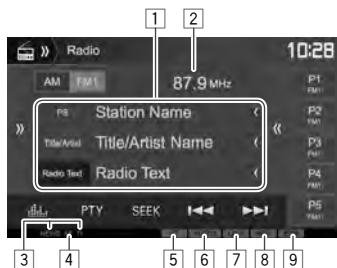 1 2
» Radio 10:28
AM FM1 87.9 MHz P1
FM1
PS Station Name ‹ P2
FM1
» Title/Artist Title/Artist Name ‹ « P3
FM1
Radio Text Radio Text ‹ P4
FM1
PTY SEEK P5
FM1
NEWS
3 4 5 6 7 8 9